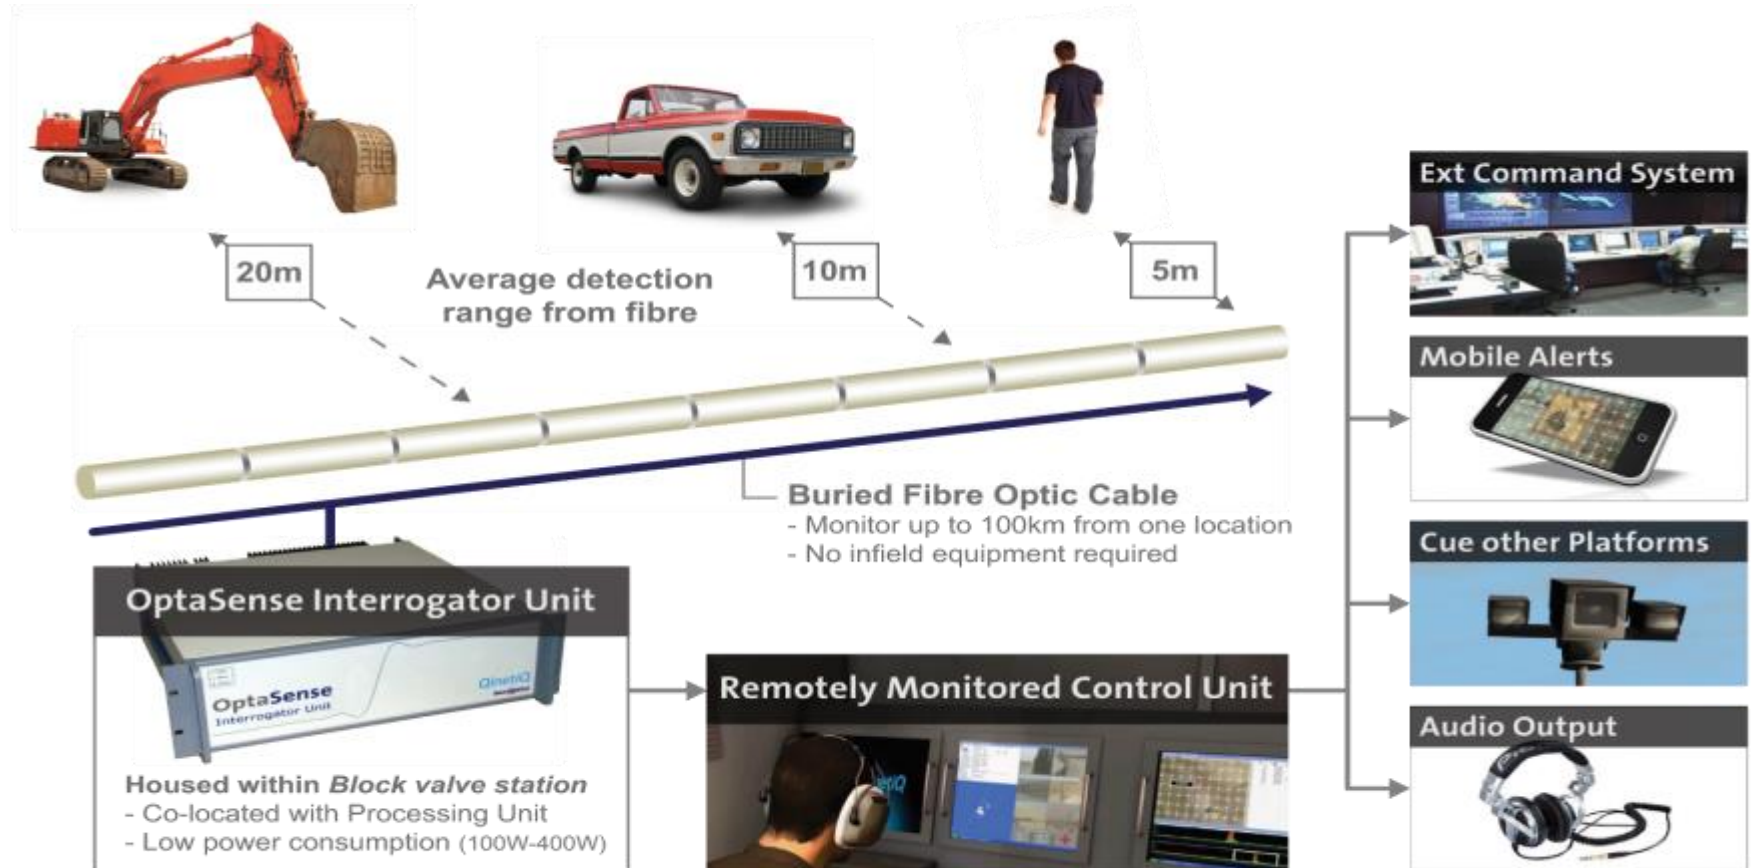 20m
Average detection
range from fibre
10m
5m
Buried Fibre Optic Cable
- Monitor up to 100km from one location
- No infield equipment required
OptaSense Interrogator Unit
OptaSense
Interrogator Unit
QinetiQ
Housed within Block valve station
- Co-located with Processing Unit
- Low power consumption (100W-400W)
Remotely Monitored Control Unit
Ext Command System
Mobile Alerts
Cue other Platforms
Audio Output